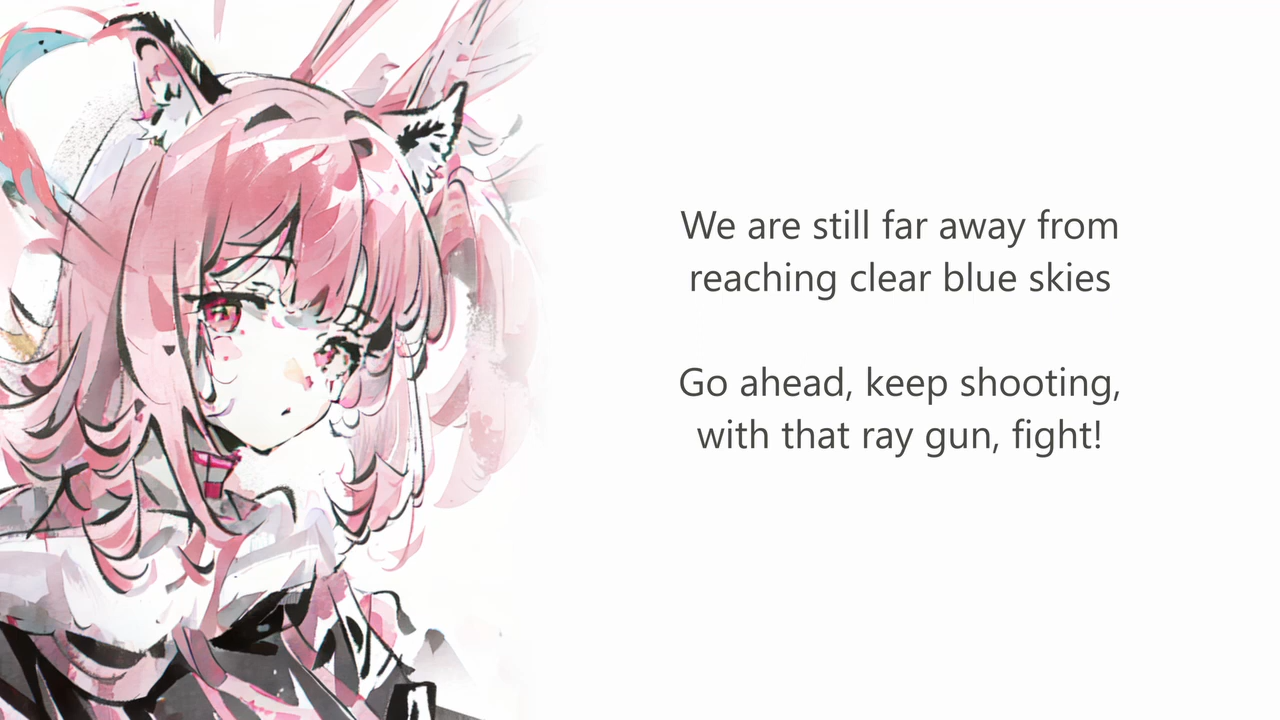 We are still far away from
reaching clear blue skies
Go ahead, keep shooting,
with that ray gun, fight!